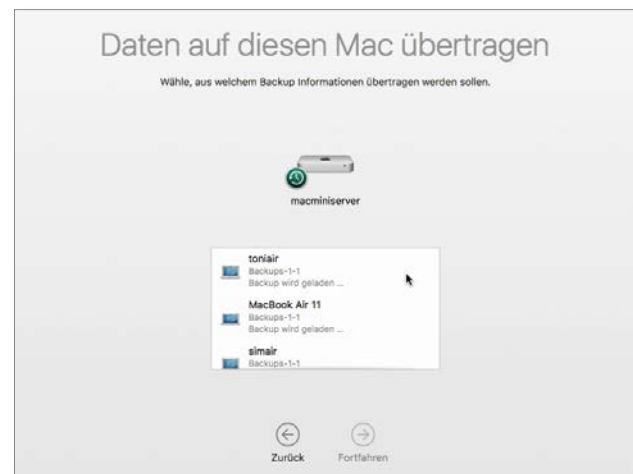 Daten auf diesen Mac übertragen
Wähle, aus welchem Backup Informationen übertragen werden sollen.
macminiserver
toniair
Backups-1-1
Backup wird geladen ...
MacBook Air 11
Backups-1-1
Backup wird geladen ...
simair
Backups-1-1
Zurück
Fortfahren